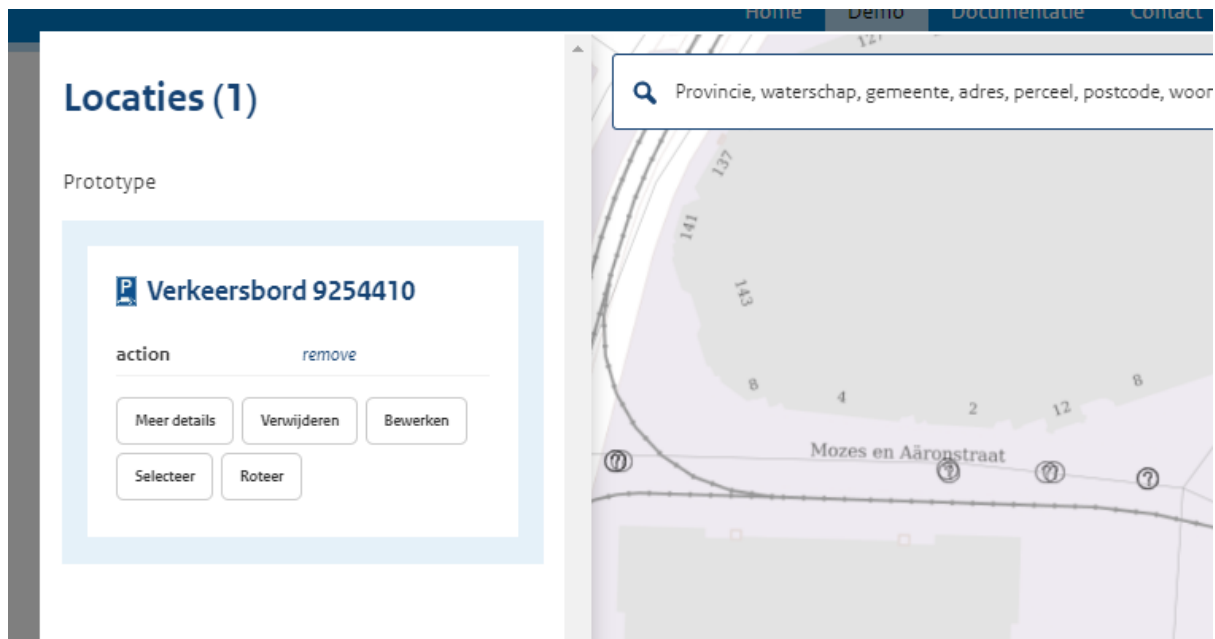 Home Demo Documentatie Contact
Locaties (1)
Prototype
P
Verkeersbord 9254410
action remove
Meer details Verwijderen Bewerken
Selecteer Roteer
Provincie, waterschap, gemeente, adres, perceel, postcode, woon
127
137
141
143
8
4
2
12
8
Mozes en Aäronstraat
? ? ? ?